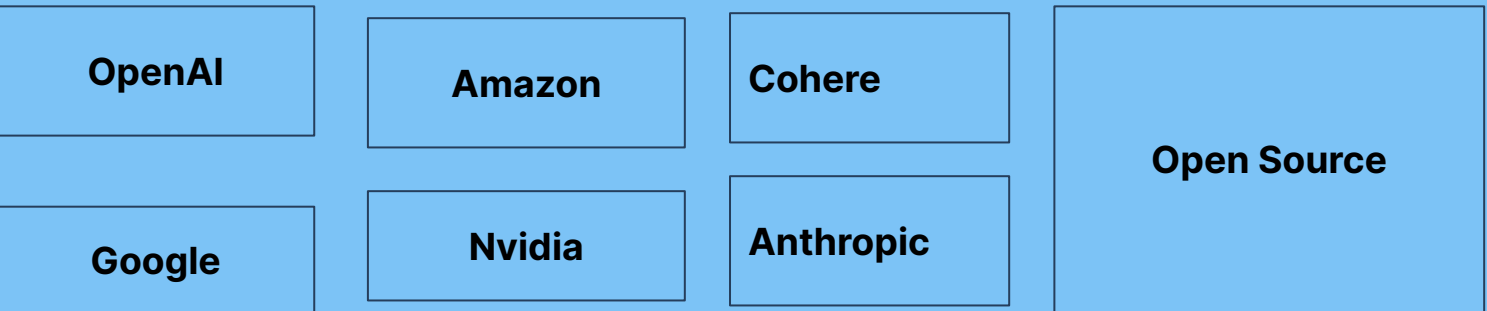 OpenAI
Amazon
Cohere
Open Source
Google
Nvidia
Anthropic